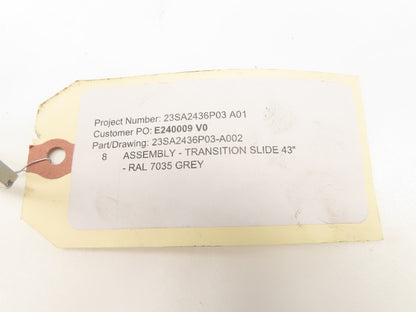 Project Number: 23SA2436P03 A01
Customer PO: E240009 V0
Part/Drawing: 23SA2436P03-A002
8 ASSEMBLY - TRANSITION SLIDE 43"
- RAL 7035 GREY